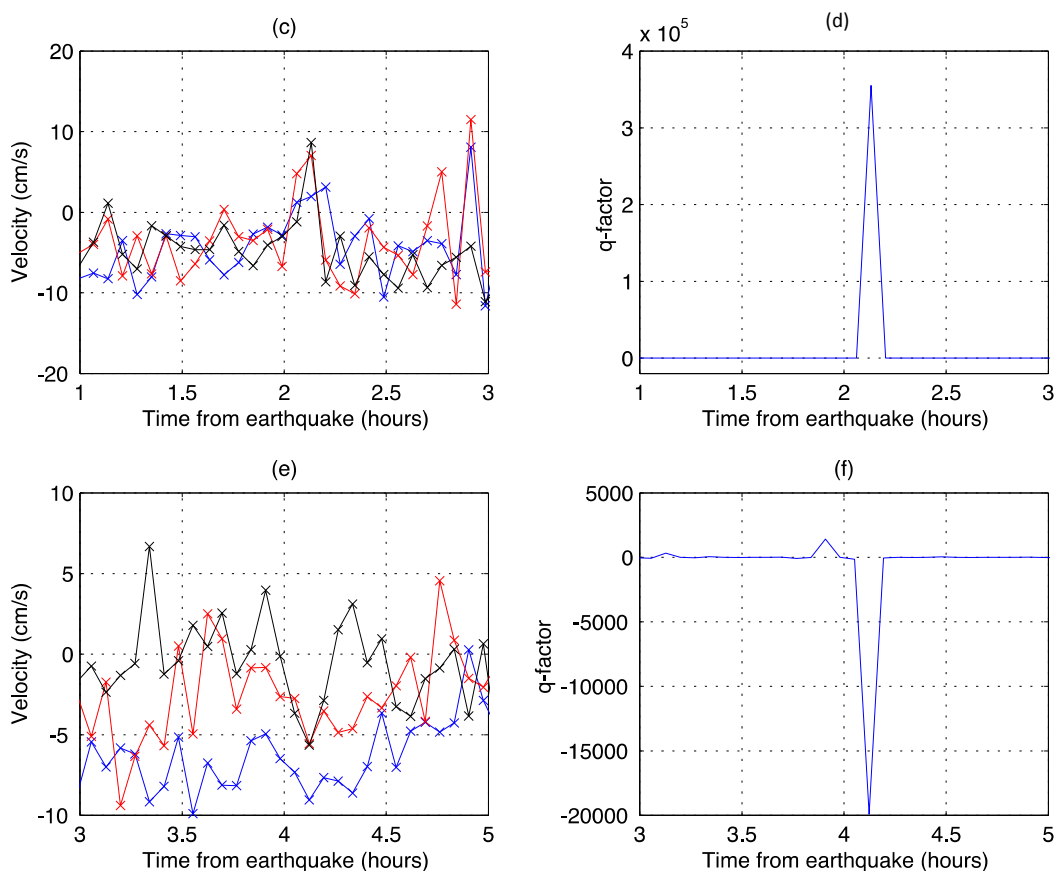 (c)
20
10
0
-10
-20
Velocity (cm/s)
1 1.5 2 2.5 3
Time from earthquake (hours)
(d)
x 10^5
4
3
2
1
0
q-factor
1 1.5 2 2.5 3
Time from earthquake (hours)
(e)
10
5
0
-5
-10
Velocity (cm/s)
3 3.5 4 4.5 5
Time from earthquake (hours)
(f)
5000
0
-5000
-10000
-15000
-20000
q-factor
3 3.5 4 4.5 5
Time from earthquake (hours)